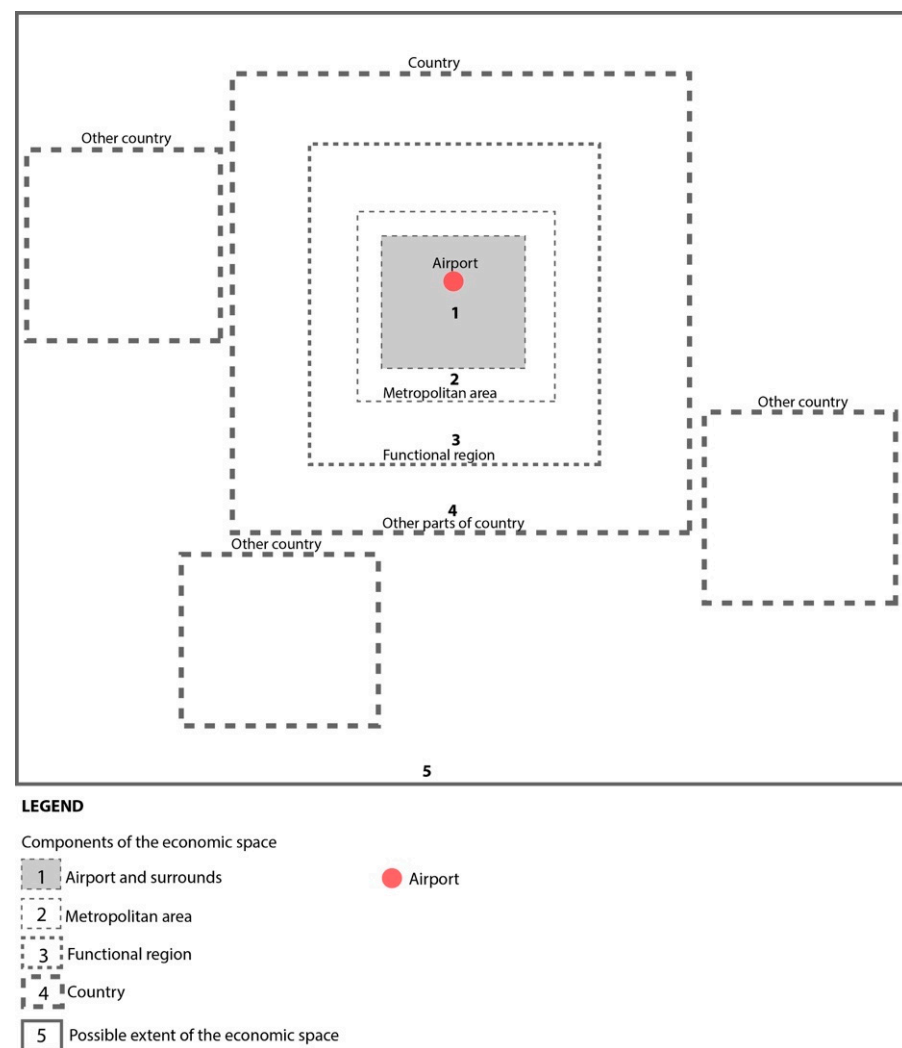 Country
Other country
Airport
1
2
Metropolitan area
Other country
3
Functional region
4
Other parts of country
Other country
5
LEGEND
Components of the economic space
1 Airport and surrounds
Airport
2 Metropolitan area
3 Functional region
4 Country
5 Possible extent of the economic space